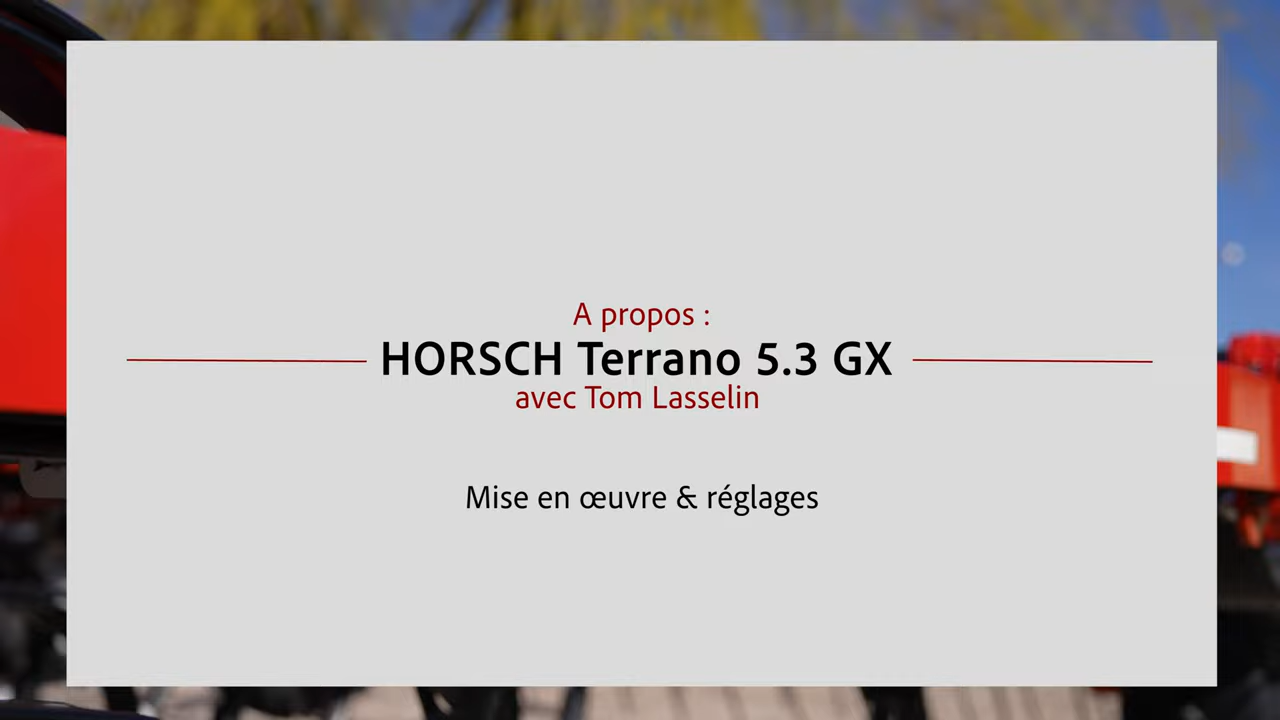 A propos :
HORSCH Terrano 5.3 GX
avec Tom Lasselin
Mise en œuvre & réglages